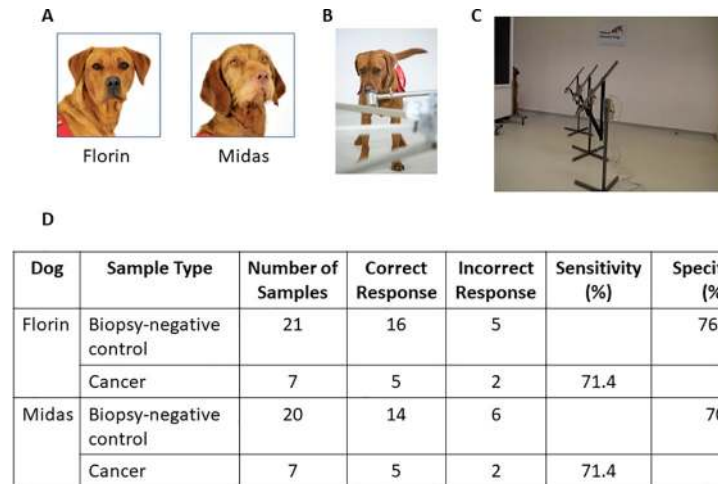 A
B
C
Florin
Midas
D
Dog Sample Type Number of Samples Correct Response Incorrect Response Sensitivity (%) Speci (%
Florin Biopsy-negative control 21 16 5 76
Cancer 7 5 2 71.4
Midas Biopsy-negative control 20 14 6 70
Cancer 7 5 2 71.4